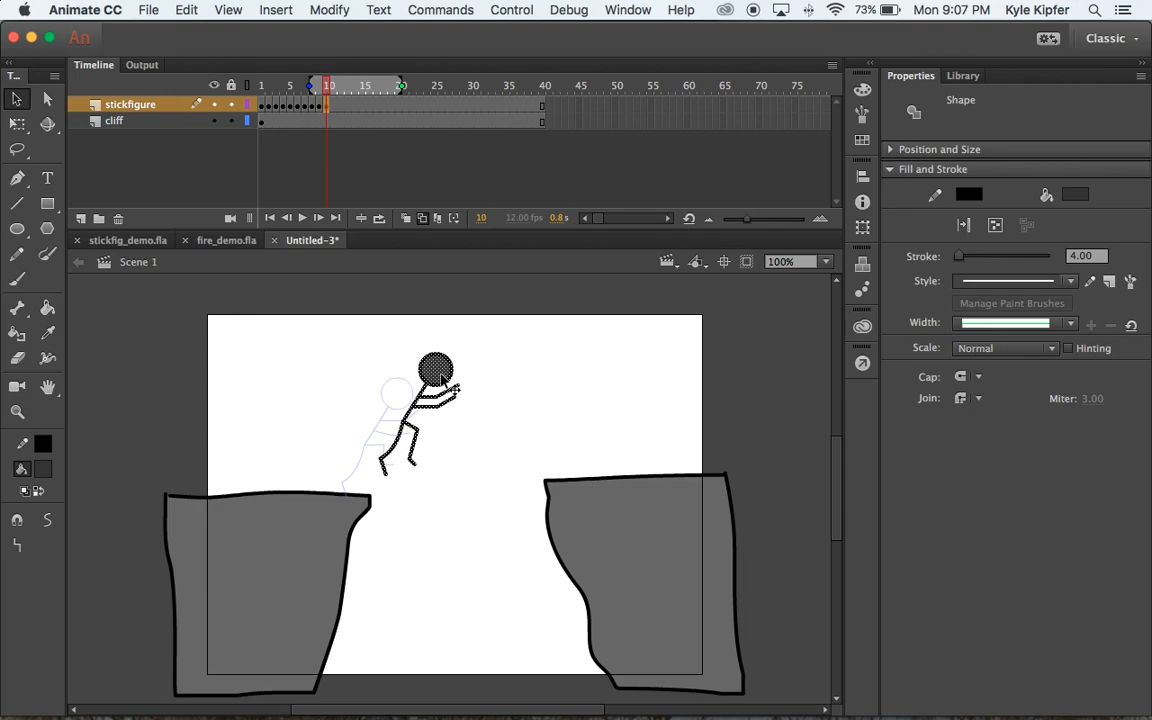 Animate CC File Edit View Insert Modify Text Commands Control Debug Window Help 73% Mon 9:07 PM Kyle Kipfer
An Classic
T... Timeline Output Properties Library
1 5 10 15 20 25 30 35 40 45 50 55 60 65 70 75
stickfigure
cliff
Shape
Position and Size
Fill and Stroke
10 12.00 fps 0.8 s
stickfig_demo.fla fire_demo.fla Untitled-3*
Scene 1 100%
Stroke: 4.00
Style:
Manage Paint Brushes
Width:
Scale: Normal Hinting
Cap:
Join: Miter: 3.00